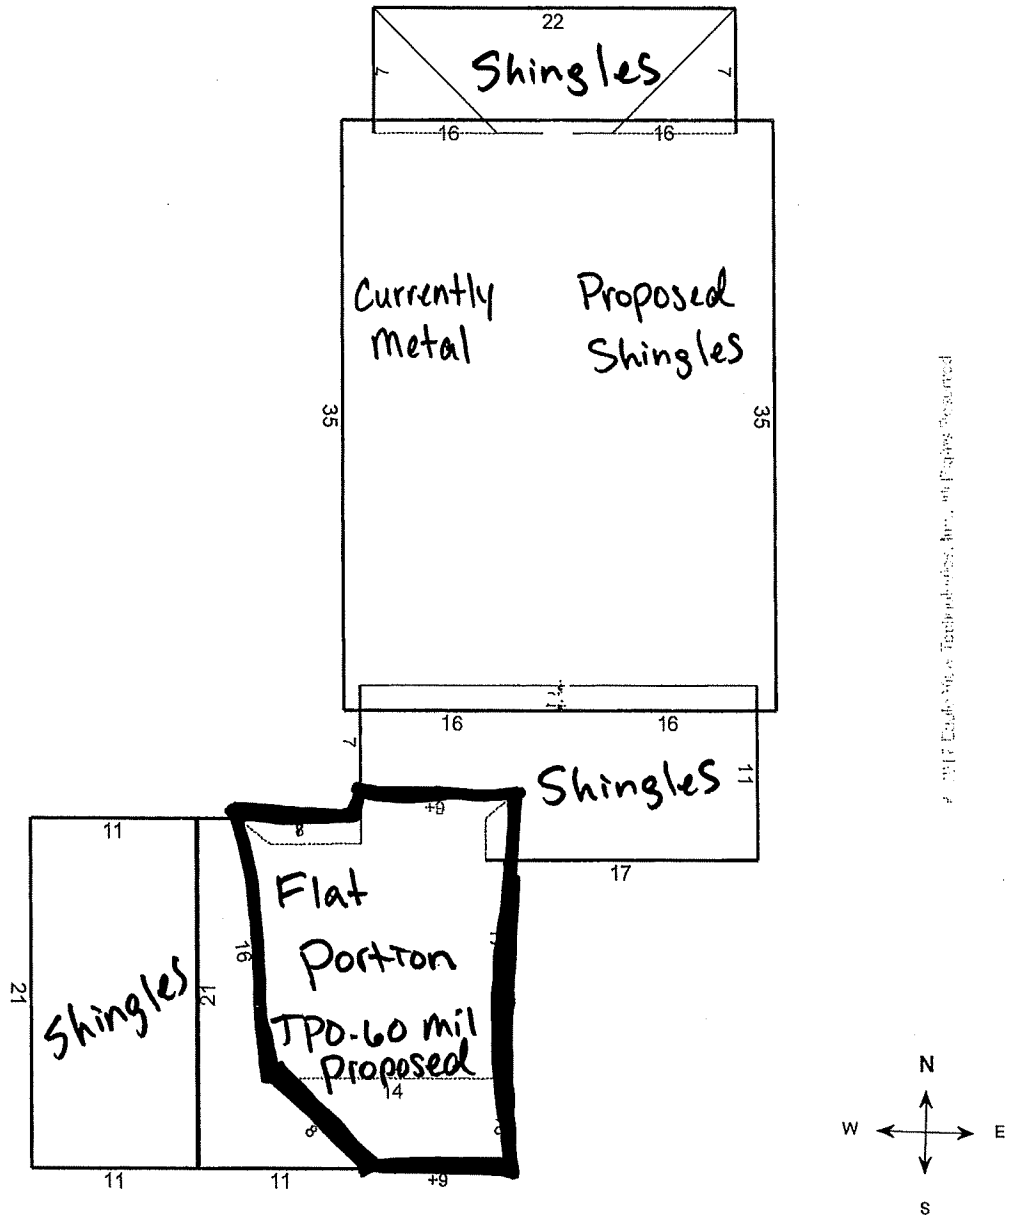 22
Shingles
7
7
16
16
Currently
Metal
Proposed
Shingles
35
35
16
16
7
Shingles
11
+9
17
11
8
Flat
Portion
16
TPO-60 mil
Proposed
14
8
21
Shingles
21
11
11
+9
N
W
E
S